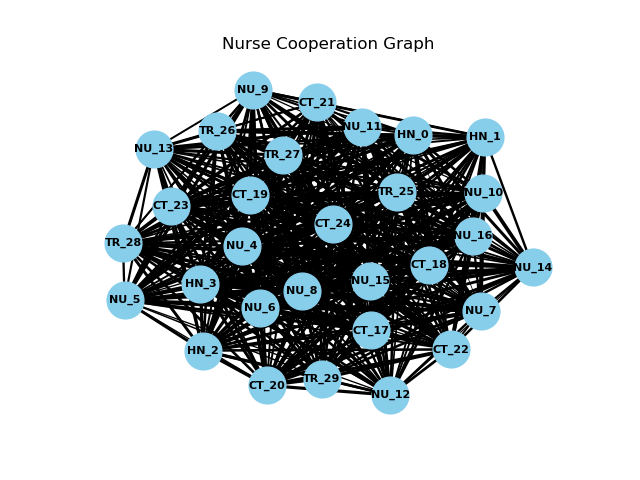 Nurse Cooperation Graph
NU_9
CT_21
NU_11
TR_26
HN_0
HN_1
NU_13
TR_27
TR_25
NU_10
CT_19
CT_23
CT_24
NU_16
TR_28
NU_4
CT_18
NU_14
HN_3
NU_15
NU_8
NU_5
NU_6
NU_7
CT_17
HN_2
CT_22
TR_29
CT_20
NU_12